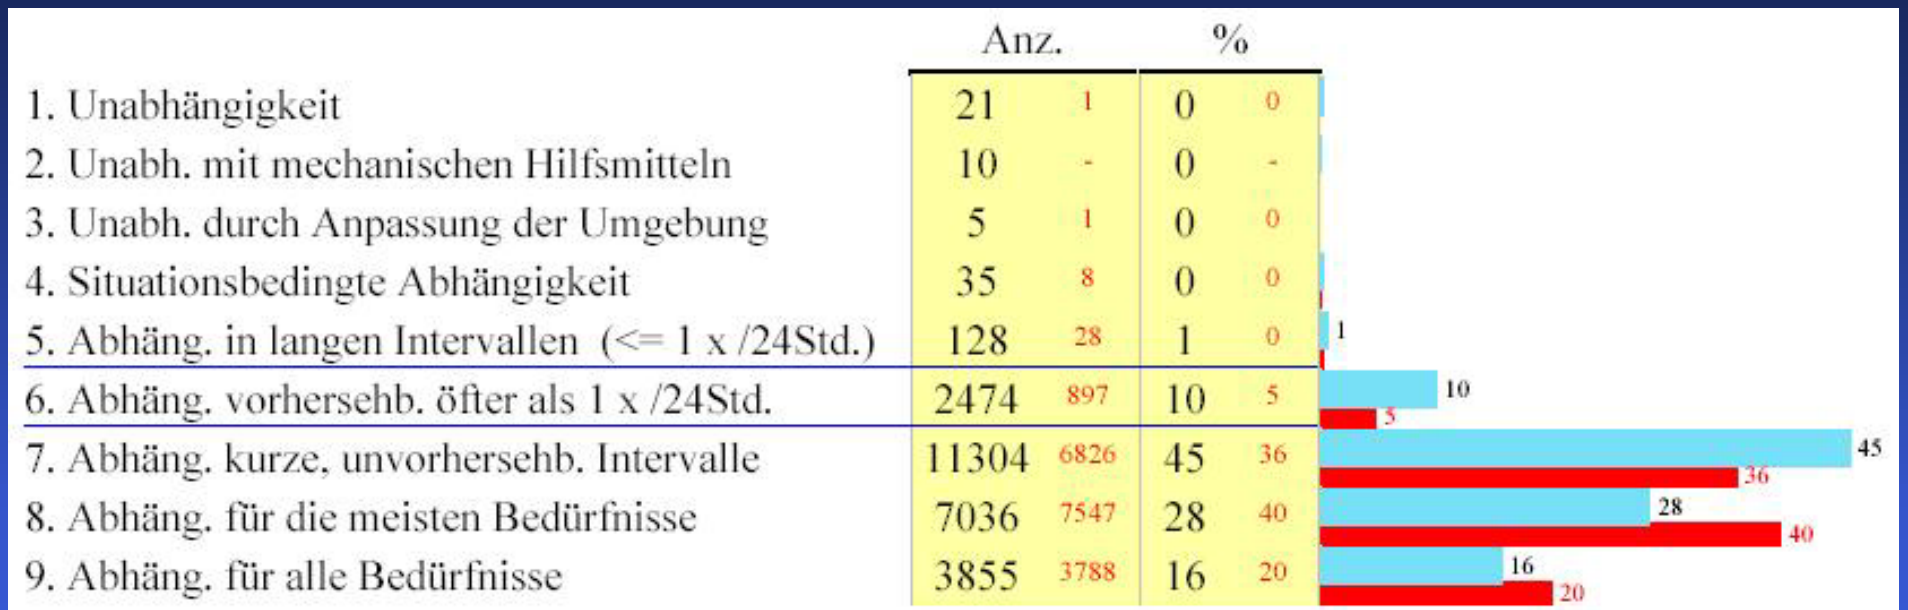 Anz. %
1. Unabhängigkeit 21 1 0 0
2. Unabh. mit mechanischen Hilfsmitteln 10 - 0 -
3. Unabh. durch Anpassung der Umgebung 5 1 0 0
4. Situationsbedingte Abhängigkeit 35 8 0 0
5. Abhäng. in langen Intervallen (<= 1 x /24Std.) 128 28 1 0 1
6. Abhäng. vorhersehb. öfter als 1 x /24Std. 2474 897 10 5 10
5
7. Abhäng. kurze, unvorhersehb. Intervalle 11304 6826 45 36 45
36
8. Abhäng. für die meisten Bedürfnisse 7036 7547 28 40 28
40
9. Abhäng. für alle Bedürfnisse 3855 3788 16 20 16
20